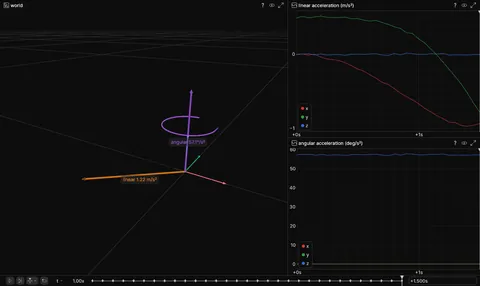 world
?
linear acceleration (m/s²)
?
0
x
y
z
-1
+0s
+1s
angular acceleration (deg/s²)
?
60
50
40
30
20
10
0
x
y
z
+0s
+1s
linear 1.22 m/s²
1.00x
+1.500s